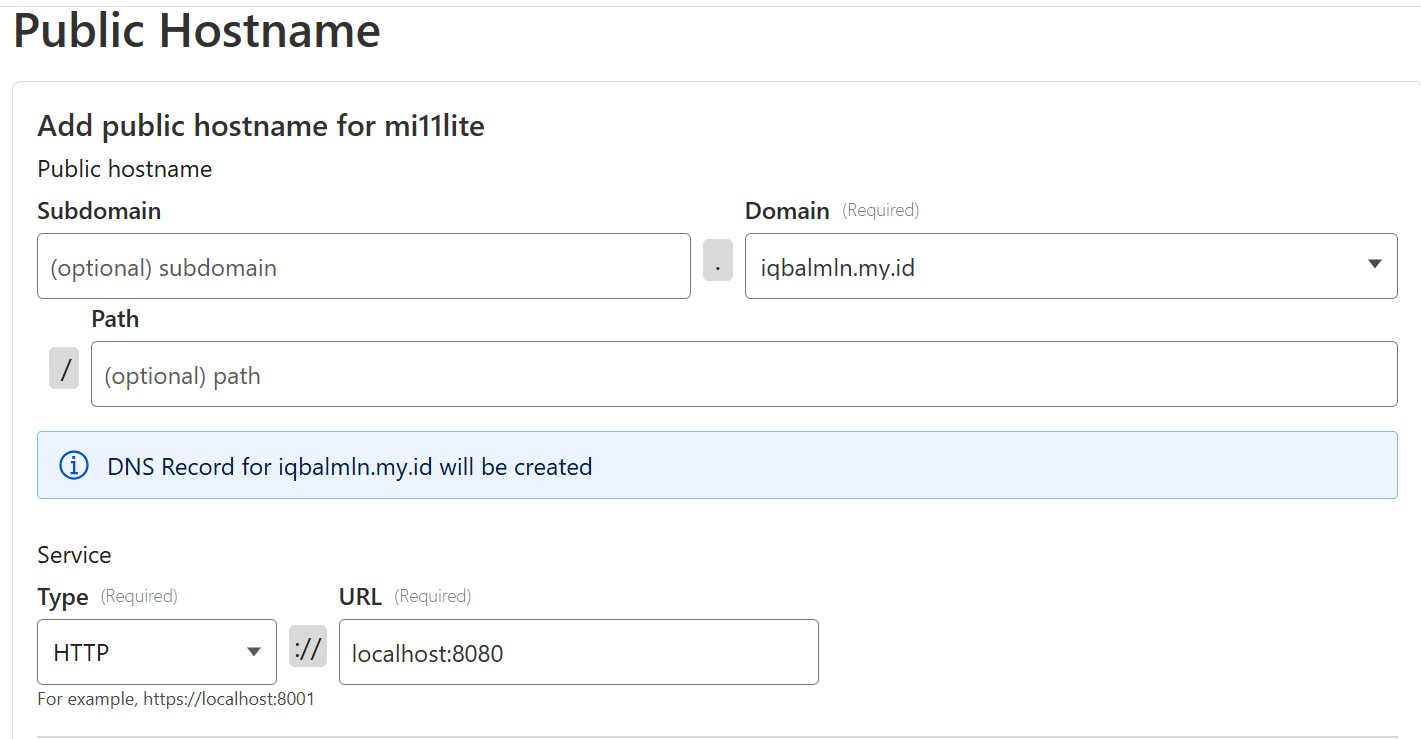 Public Hostname
Add public hostname for mi11lite
Public hostname
Subdomain
Domain (Required)
(optional) subdomain
.
iqbalmln.my.id
Path
/
(optional) path
DNS Record for iqbalmln.my.id will be created
Service
Type (Required)
URL (Required)
HTTP
://
localhost:8080
For example, https://localhost:8001